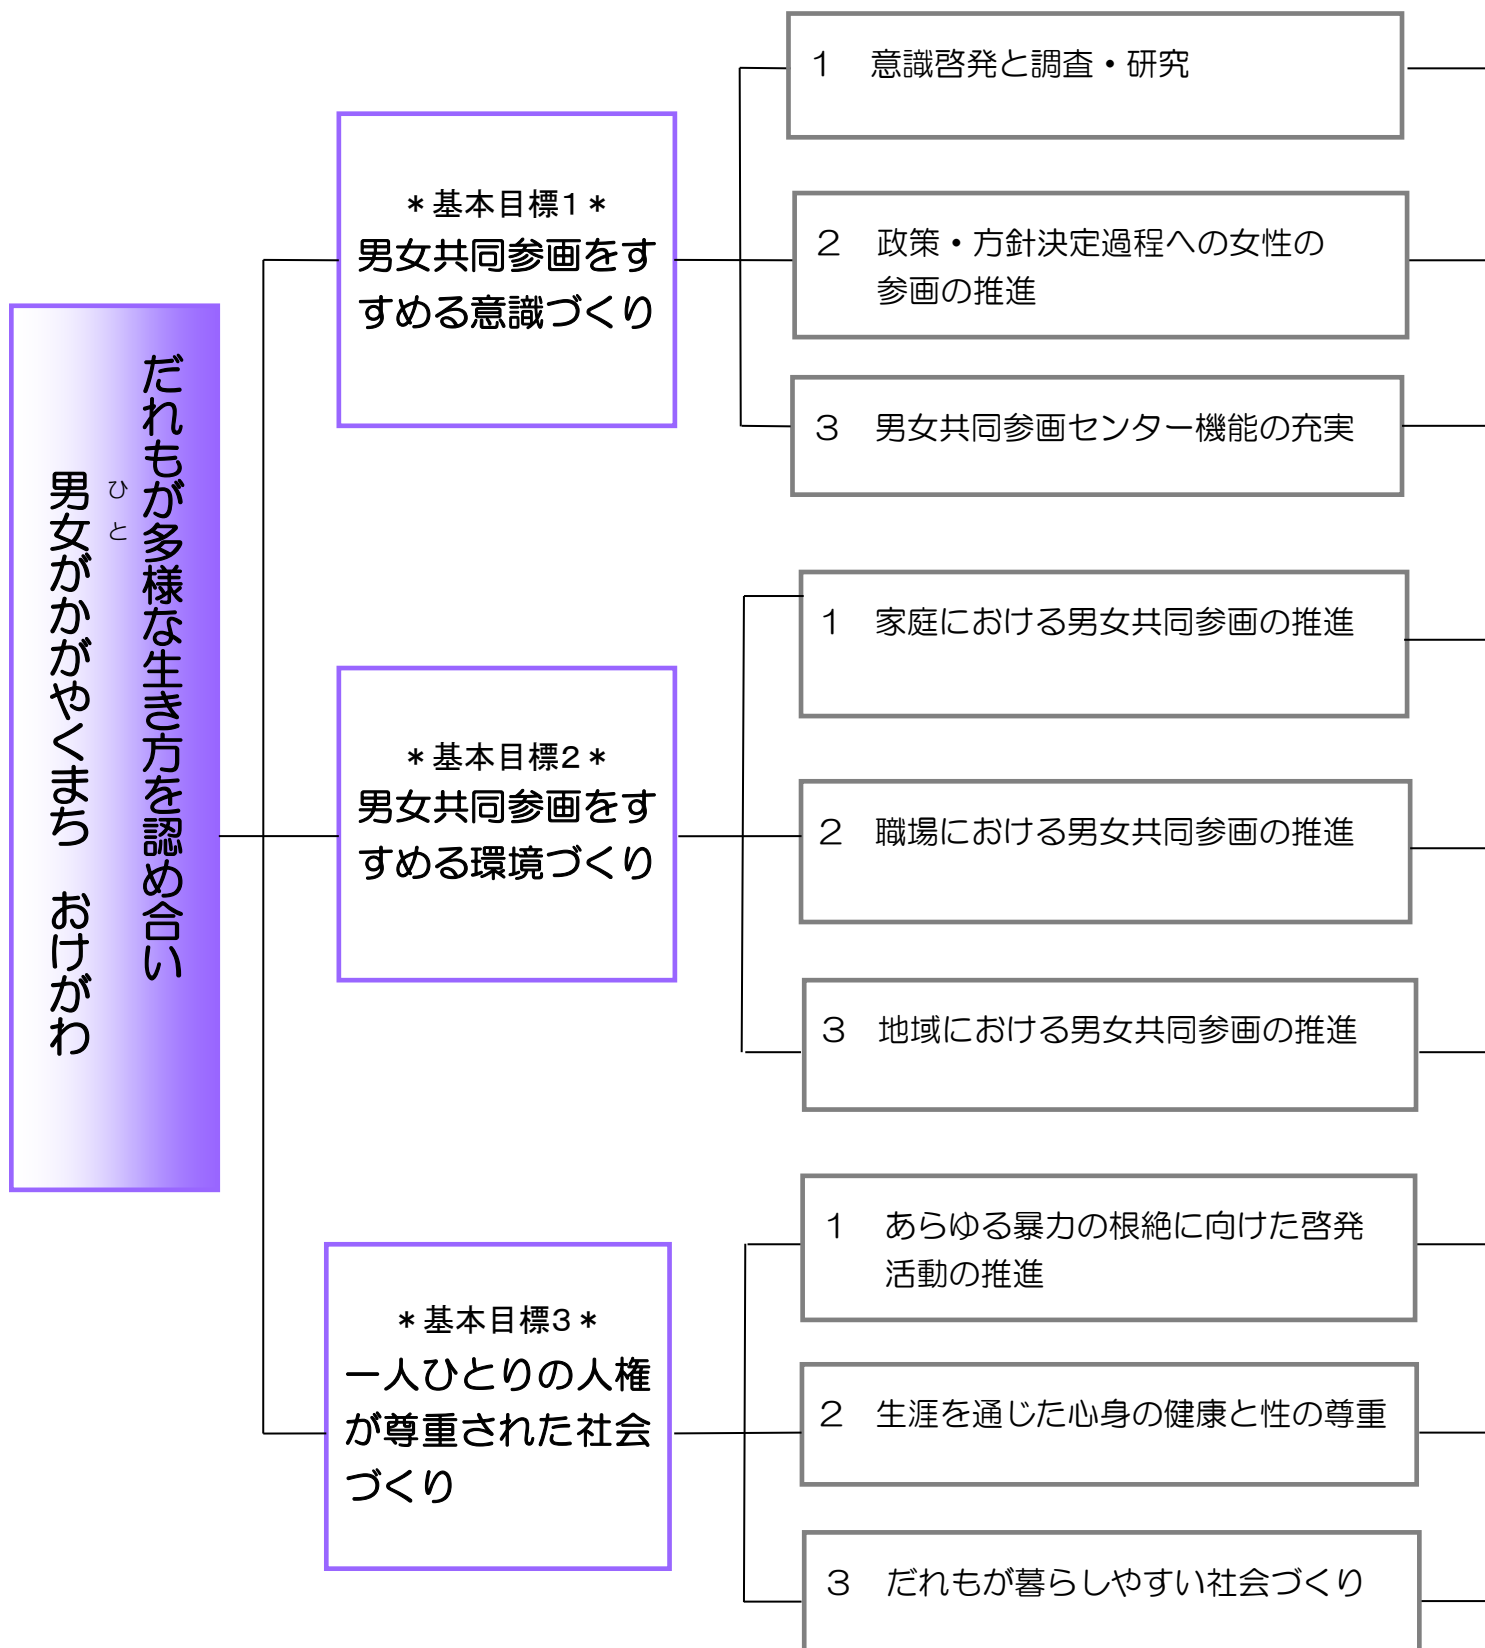 だれもが多様な生き方を認め合い
ひと
男女がかがやくまち　おけがわ
＊基本目標1＊
男女共同参画をす
すめる意識づくり
1　意識啓発と調査・研究
2　政策・方針決定過程への女性の
参画の推進
3　男女共同参画センター機能の充実
＊基本目標2＊
男女共同参画をす
すめる環境づくり
1　家庭における男女共同参画の推進
2　職場における男女共同参画の推進
3　地域における男女共同参画の推進
＊基本目標3＊
一人ひとりの人権
が尊重された社会
づくり
1　あらゆる暴力の根絶に向けた啓発
活動の推進
2　生涯を通じた心身の健康と性の尊重
3　だれもが暮らしやすい社会づくり